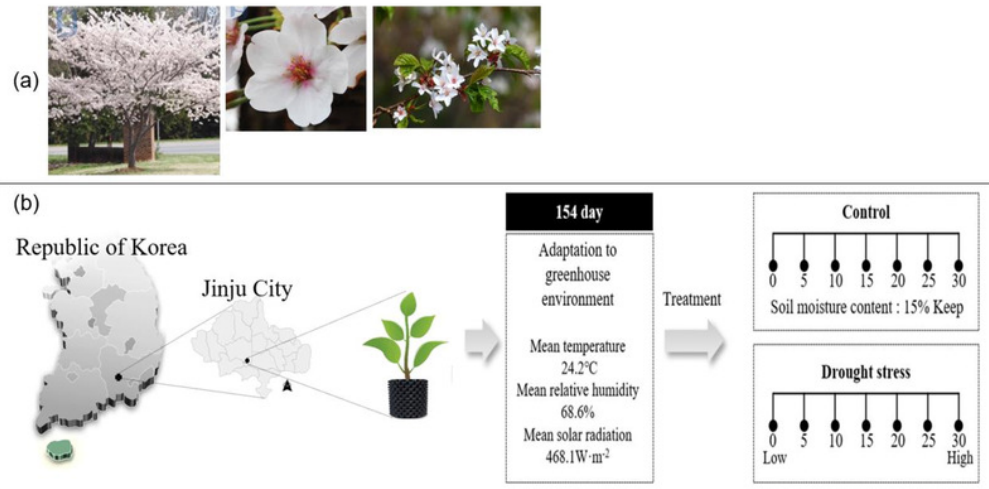 (a)
(b)
Republic of Korea
Jinju City
154 day
Adaptation to
greenhouse
environment
Mean temperature
24.2℃
Mean relative humidity
68.6%
Mean solar radiation
468.1W·m⁻²
Treatment
Control
0 5 10 15 20 25 30
Soil moisture content : 15% Keep
Drought stress
0 5 10 15 20 25 30
Low High